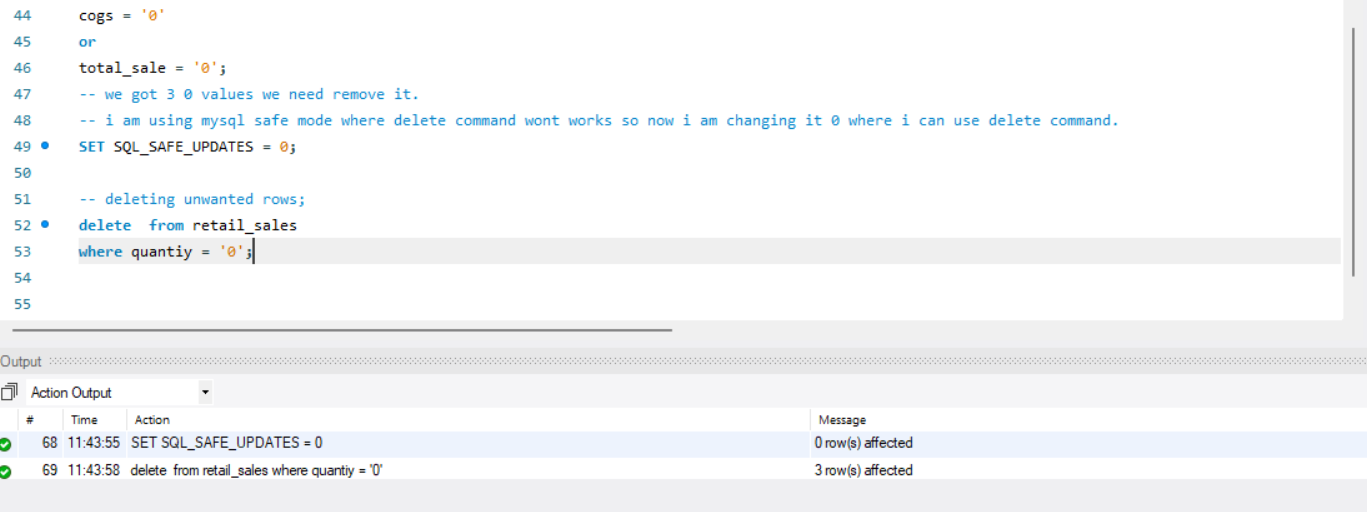 44 cogs = '0'
45 or
46 total_sale = '0';
47 -- we got 3 0 values we need remove it.
48 -- i am using mysql safe mode where delete command wont works so now i am changing it 0 where i can use delete command.
49 SET SQL_SAFE_UPDATES = 0;
50
51 -- deleting unwanted rows;
52 delete  from retail_sales
53 where quantiy = '0';
54
55
Output
Action Output
# Time Action Message
68 11:43:55 SET SQL_SAFE_UPDATES = 0 0 row(s) affected
69 11:43:58 delete  from retail_sales where quantiy = '0' 3 row(s) affected